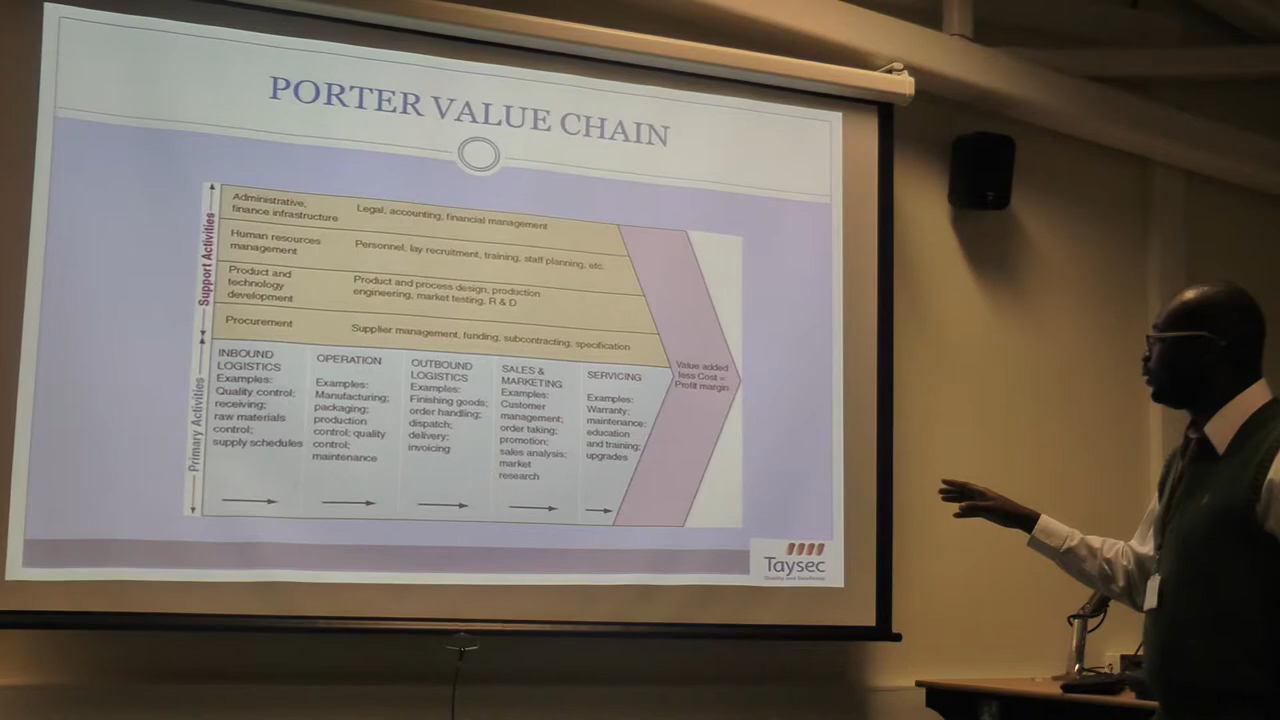 PORTER VALUE CHAIN
Support Activities
Administrative,
finance infrastructure
Legal, accounting, financial management
Human resources
management
Personnel, lay recruitment, training, staff planning, etc.
Product and
technology
development
Product and process design, production
engineering, market testing, R & D
Procurement
Supplier management, funding, subcontracting, specification
Primary Activities
INBOUND
LOGISTICS
Examples:
Quality control;
receiving;
raw materials
control;
supply schedules
OPERATION
Examples:
Manufacturing;
packaging;
production
control; quality
control;
maintenance
OUTBOUND
LOGISTICS
Examples:
Finishing goods;
order handling;
dispatch;
delivery;
invoicing
SALES &
MARKETING
Examples:
Customer
management;
order taking;
promotion;
sales analysis;
market
research
SERVICING
Examples:
Warranty;
maintenance;
education
and training;
upgrades
Value added
less Cost =
Profit margin
Taysec
Quality and Excellence